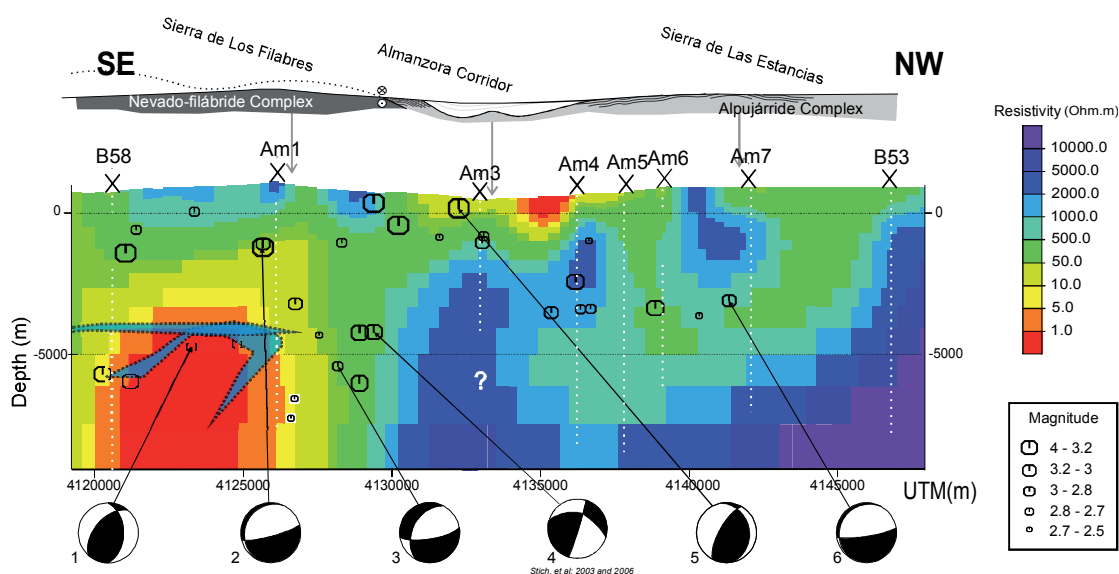 Sierra de Los Filabres
Almanzora Corridor
Sierra de Las Estancias
SE
NW
Nevado-filábride Complex
Alpujárride Complex
Resistivity (Ohm.m)
10000.0
5000.0
2000.0
1000.0
500.0
50.0
10.0
5.0
1.0
B58
Am1
Am3
Am4
Am5
Am6
Am7
B53
0
0
-5000
-5000
Depth (m)
?
4120000
4125000
4130000
4135000
4140000
4145000
UTM(m)
Magnitude
4 - 3.2
3.2 - 3
3 - 2.8
2.8 - 2.7
2.7 - 2.5
1
2
3
4
5
6
Stich, et al; 2003 and 2006